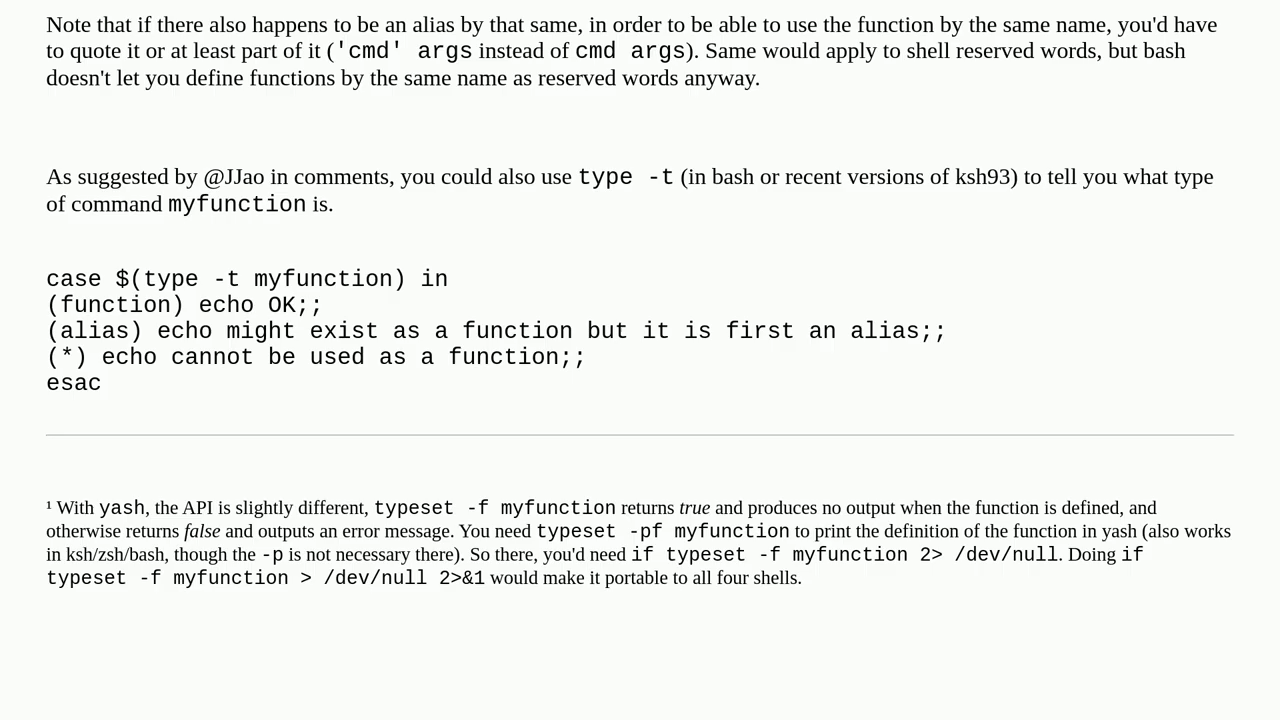 Note that if there also happens to be an alias by that same, in order to be able to use the function by the same name, you'd have
to quote it or at least part of it ('cmd' args instead of cmd args). Same would apply to shell reserved words, but bash
doesn't let you define functions by the same name as reserved words anyway.
As suggested by @JJao in comments, you could also use type -t (in bash or recent versions of ksh93) to tell you what type
of command myfunction is.
case $(type -t myfunction) in
(function) echo OK;;
(alias) echo might exist as a function but it is first an alias;;
(*) echo cannot be used as a function;;
esac
¹ With yash, the API is slightly different, typeset -f myfunction returns true and produces no output when the function is defined, and
otherwise returns false and outputs an error message. You need typeset -pf myfunction to print the definition of the function in yash (also works
in ksh/zsh/bash, though the -p is not necessary there). So there, you'd need if typeset -f myfunction 2> /dev/null. Doing if
typeset -f myfunction > /dev/null 2>&1 would make it portable to all four shells.